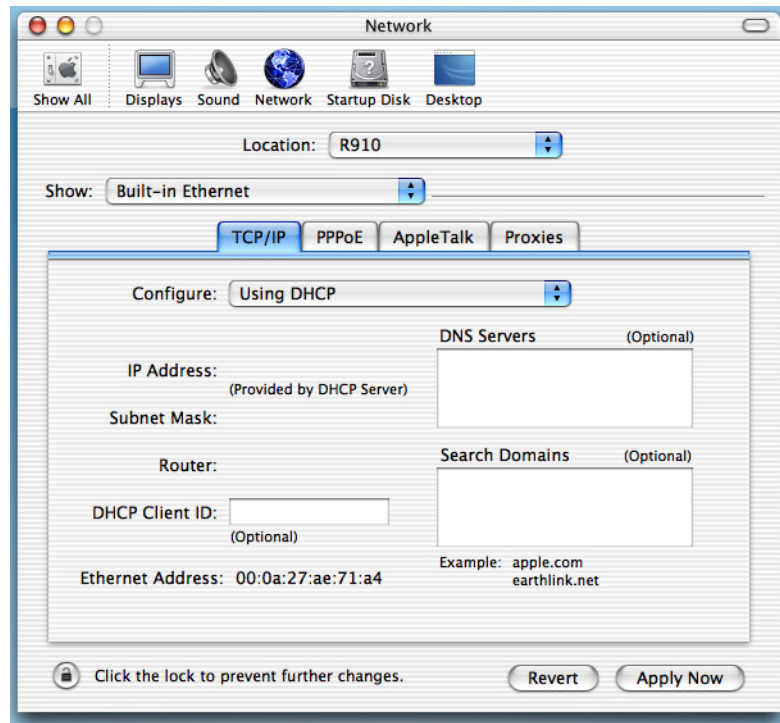 Network
Show All Displays Sound Network Startup Disk Desktop
Location: R910
Show: Built-in Ethernet
TCP/IP PPPoE AppleTalk Proxies
Configure: Using DHCP
DNS Servers (Optional)
IP Address:
(Provided by DHCP Server)
Subnet Mask:
Search Domains (Optional)
Router:
DHCP Client ID:
(Optional)
Example: apple.com
earthlink.net
Ethernet Address: 00:0a:27:ae:71:a4
Click the lock to prevent further changes. Revert Apply Now